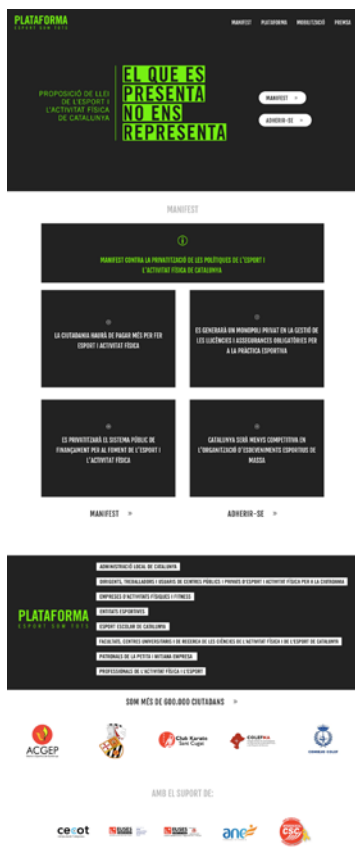 PLATAFORMA
ESPORT SOM TOTS
MANIFEST PLATAFORMA MOBILITZACIÓ PREMSA
PROPOSICIÓ DE LLEI
DE L'ESPORT I
L'ACTIVITAT FÍSICA
DE CATALUNYA
EL QUE ES
PRESENTA
NO ENS
REPRESENTA
MANIFEST »
ADHERIR-SE »
MANIFEST
MANIFEST CONTRA LA PRIVATITZACIÓ DE LES POLÍTIQUES DE L'ESPORT I
L'ACTIVITAT FÍSICA DE CATALUNYA
LA CIUTADANIA HAURÀ DE PAGAR MÉS PER FER
ESPORT I ACTIVITAT FÍSICA
ES GENERARÀ UN MONOPOLI PRIVAT EN LA GESTIÓ DE
LES LLICÈNCIES I ASSEGURANCES OBLIGATÒRIES PER
A LA PRÀCTICA ESPORTIVA
ES PRIVATITZARÀ EL SISTEMA PÚBLIC DE
FINANÇAMENT PER AL FOMENT DE L'ESPORT I
L'ACTIVITAT FÍSICA
CATALUNYA SERÀ MENYS COMPETITIVA EN
L'ORGANITZACIÓ D'ESDEVENIMENTS ESPORTIUS DE
MASSA
MANIFEST »
ADHERIR-SE »
PLATAFORMA
ESPORT SOM TOTS
ADMINISTRACIÓ LOCAL DE CATALUNYA
DIRIGENTS, TREBALLADORS I USUARIS DE CENTRES PÚBLICS I PRIVATS D'ESPORT I ACTIVITAT FÍSICA PER A LA CIUTADANIA
EMPRESES D'ACTIVITATS FÍSIQUES I FITNESS
ENTITATS ESPORTIVES
ESPORT ESCOLAR DE CATALUNYA
FACULTATS, CENTRES UNIVERSITARIS I DE RECERCA DE LES CIÈNCIES DE L'ACTIVITAT FÍSICA I DE L'ESPORT DE CATALUNYA
PATRONALS DE LA PETITA I MITJANA EMPRESA
PROFESSIONALS DE L'ACTIVITAT FÍSICA I L'ESPORT
SOM MÉS DE 600.000 CIUTADANS »
ACGEP
Club Karate
Sant Cugat
COLEFMA
CONSEJO COLEF
AMB EL SUPORT DE:
cecot
ane
CSC